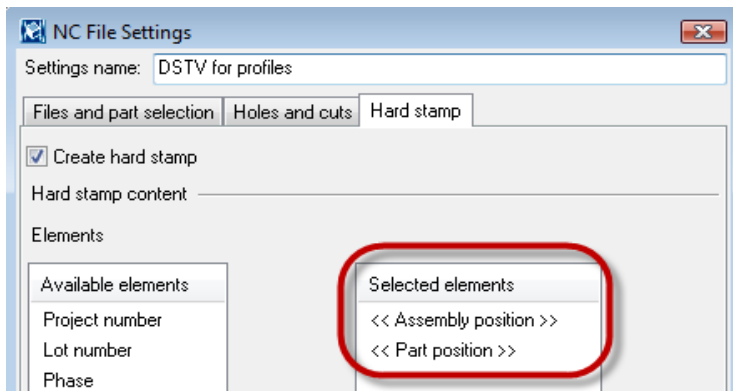 NC File Settings
Settings name: DSTV for profiles
Files and part selection Holes and cuts Hard stamp
Create hard stamp
Hard stamp content
Elements
Available elements
Project number
Lot number
Phase
Selected elements
<< Assembly position >>
<< Part position >>